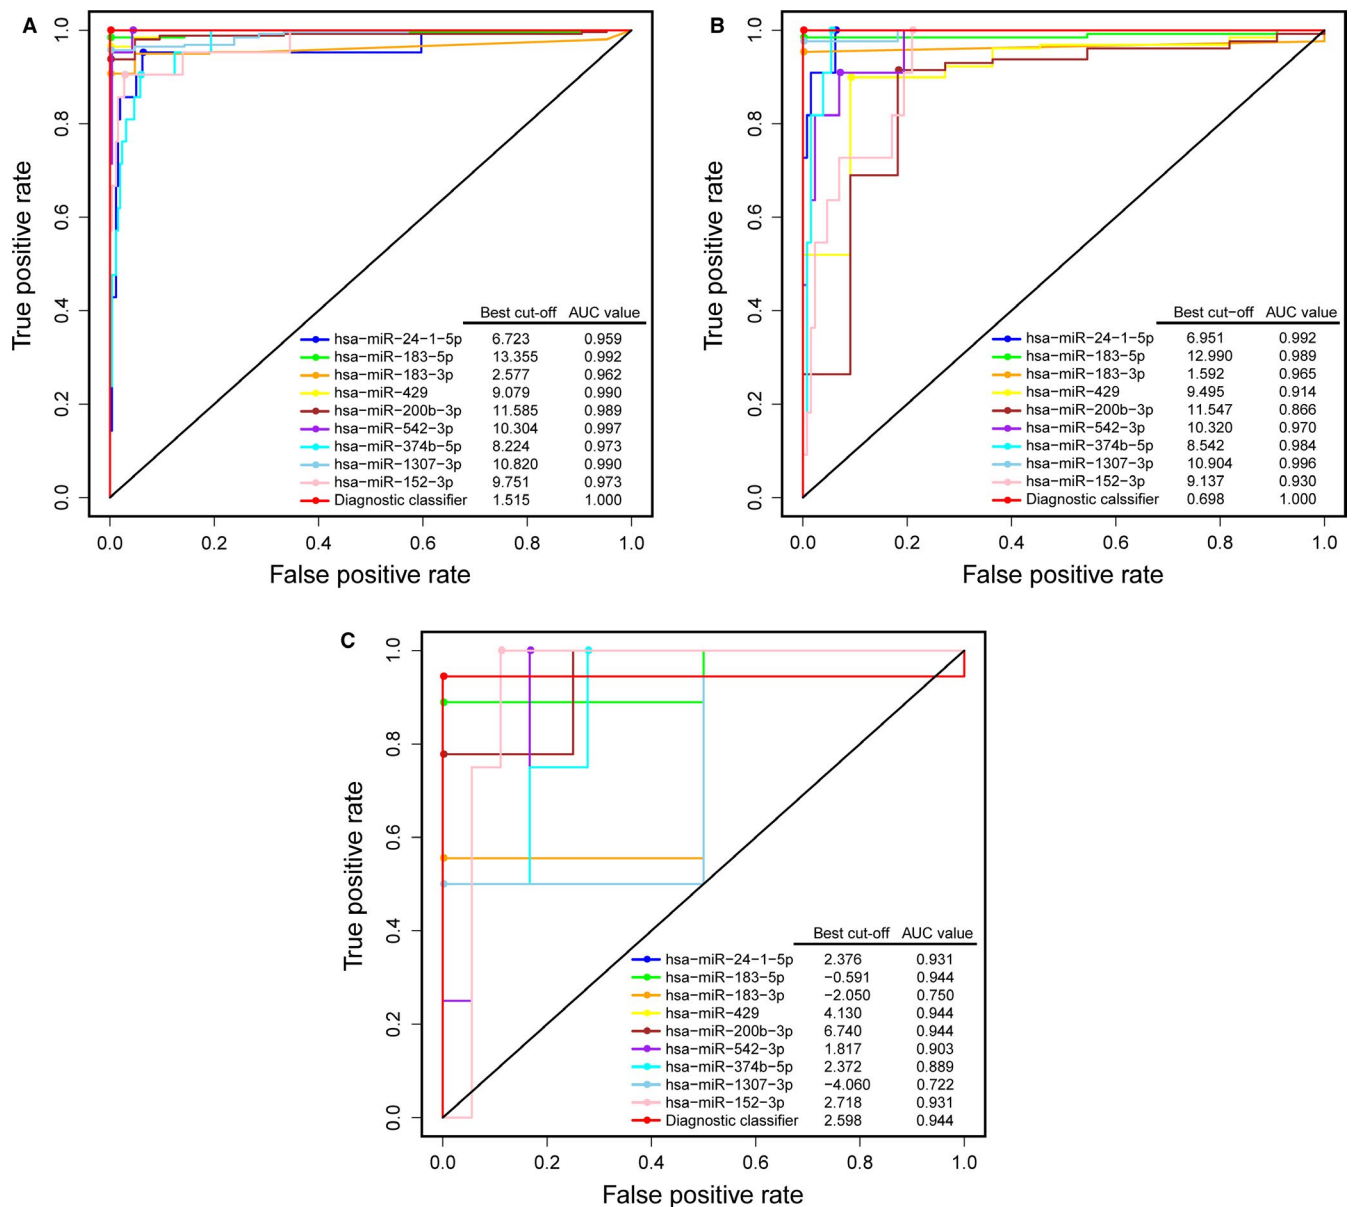 A
True positive rate
1.0
0.8
0.6
0.4
0.2
0.0
Best cut-off AUC value
hsa-miR-24-1-5p 6.723 0.959
hsa-miR-183-5p 13.355 0.992
hsa-miR-183-3p 2.577 0.962
hsa-miR-429 9.079 0.990
hsa-miR-200b-3p 11.585 0.989
hsa-miR-542-3p 10.304 0.997
hsa-miR-374b-5p 8.224 0.973
hsa-miR-1307-3p 10.820 0.990
hsa-miR-152-3p 9.751 0.973
Diagnostic classifier 1.515 1.000
0.0 0.2 0.4 0.6 0.8 1.0
False positive rate
B
True positive rate
1.0
0.8
0.6
0.4
0.2
0.0
Best cut-off AUC value
hsa-miR-24-1-5p 6.951 0.992
hsa-miR-183-5p 12.990 0.989
hsa-miR-183-3p 1.592 0.965
hsa-miR-429 9.495 0.914
hsa-miR-200b-3p 11.547 0.866
hsa-miR-542-3p 10.320 0.970
hsa-miR-374b-5p 8.542 0.984
hsa-miR-1307-3p 10.904 0.996
hsa-miR-152-3p 9.137 0.930
Diagnostic calssifier 0.698 1.000
0.0 0.2 0.4 0.6 0.8 1.0
False positive rate
C
True positive rate
1.0
0.8
0.6
0.4
0.2
0.0
Best cut-off AUC value
hsa-miR-24-1-5p 2.376 0.931
hsa-miR-183-5p −0.591 0.944
hsa-miR-183-3p −2.050 0.750
hsa-miR-429 4.130 0.944
hsa-miR-200b-3p 6.740 0.944
hsa-miR-542-3p 1.817 0.903
hsa-miR-374b-5p 2.372 0.889
hsa-miR-1307-3p −4.060 0.722
hsa-miR-152-3p 2.718 0.931
Diagnostic classifier 2.598 0.944
0.0 0.2 0.4 0.6 0.8 1.0
False positive rate